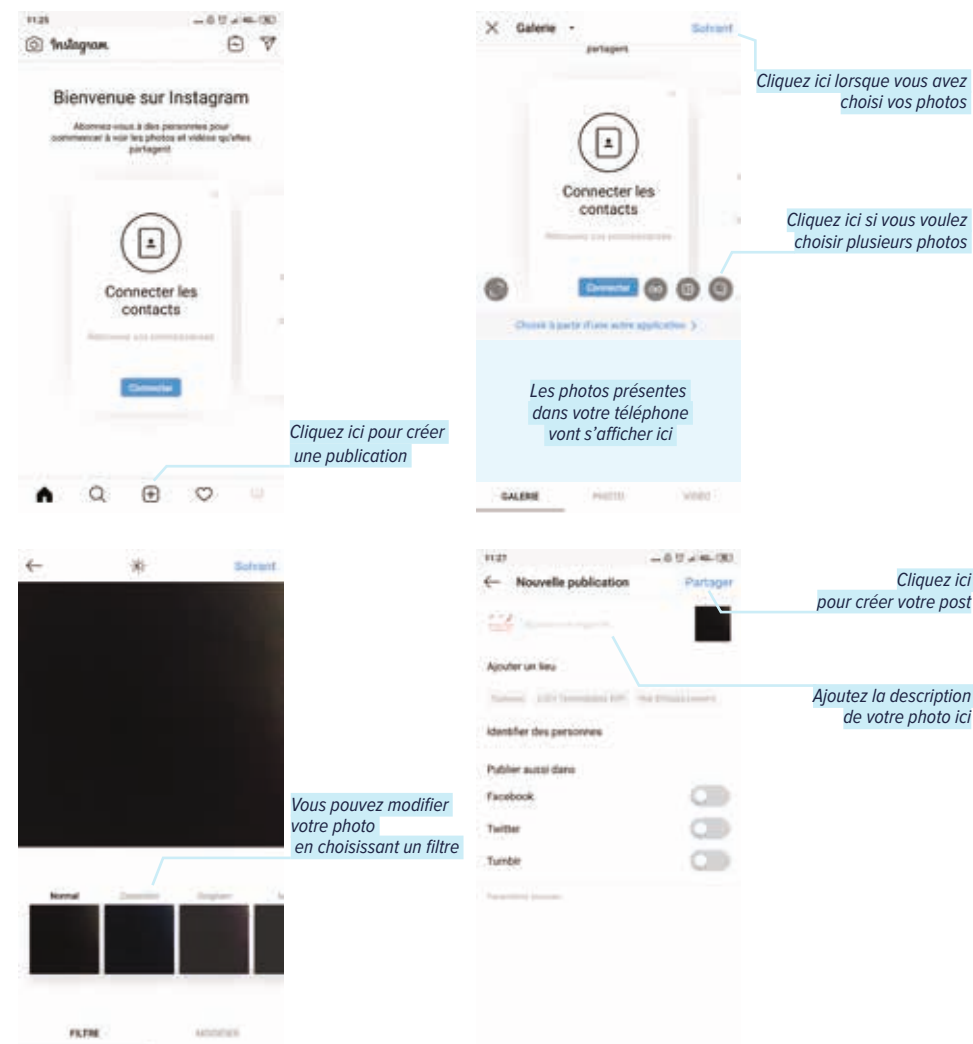 11:25
Instagram
Bienvenue sur Instagram
Abonnez-vous à des personnes pour
commencer à voir les photos et vidéos qu'elles
partagent
Connecter les
contacts
Connecter
Cliquez ici pour créer
une publication
Galerie
Suivant
partagent
Connecter les
contacts
Connecter
Choisir à partir d'une autre application >
Les photos présentes
dans votre téléphone
vont s'afficher ici
GALERIE PHOTO VIDÉO
Cliquez ici lorsque vous avez
choisi vos photos
Cliquez ici si vous voulez
choisir plusieurs photos
Suivant
Normal
FILTRE MODIFIER
Vous pouvez modifier
votre photo
en choisissant un filtre
11:27
Nouvelle publication Partager
Ajouter un lieu
Identifier des personnes
Publier aussi dans
Facebook
Twitter
Tumblr
Cliquez ici
pour créer votre post
Ajoutez la description
de votre photo ici